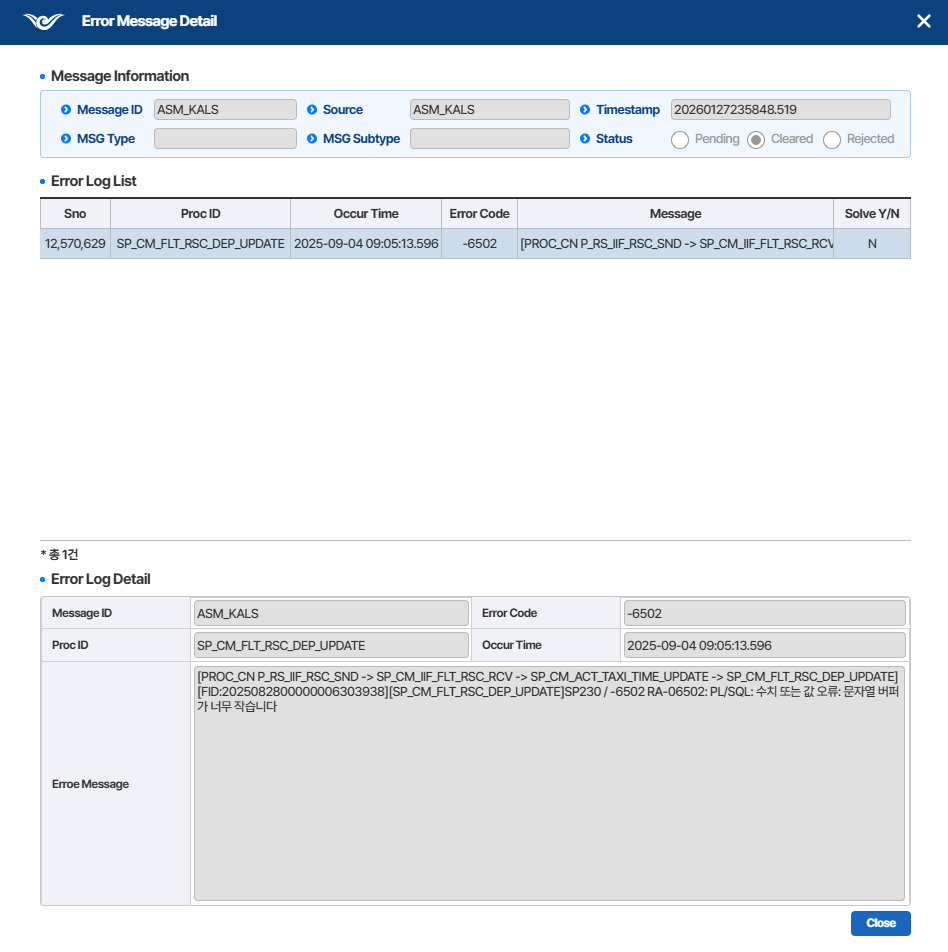 Error Message Detail
Message Information
Message ID ASM_KALS Source ASM_KALS Timestamp 20260127235848.519
MSG Type MSG Subtype Status Pending Cleared Rejected
Error Log List
Sno Proc ID Occur Time Error Code Message Solve Y/N
12,570,629 SP_CM_FLT_RSC_DEP_UPDATE 2025-09-04 09:05:13.596 -6502 [PROC_CN P_RS_IIF_RSC_SND -> SP_CM_IIF_FLT_RSC_RCV N
* 총 1건
Error Log Detail
Message ID ASM_KALS Error Code -6502
Proc ID SP_CM_FLT_RSC_DEP_UPDATE Occur Time 2025-09-04 09:05:13.596
[PROC_CN P_RS_IIF_RSC_SND -> SP_CM_IIF_FLT_RSC_RCV -> SP_CM_ACT_TAXI_TIME_UPDATE -> SP_CM_FLT_RSC_DEP_UPDATE]
[FID:2025082800000006303938][SP_CM_FLT_RSC_DEP_UPDATE]SP230 / -6502 RA-06502: PL/SQL: 수치 또는 값 오류: 문자열 버퍼
가 너무 작습니다
Erroe Message
Close